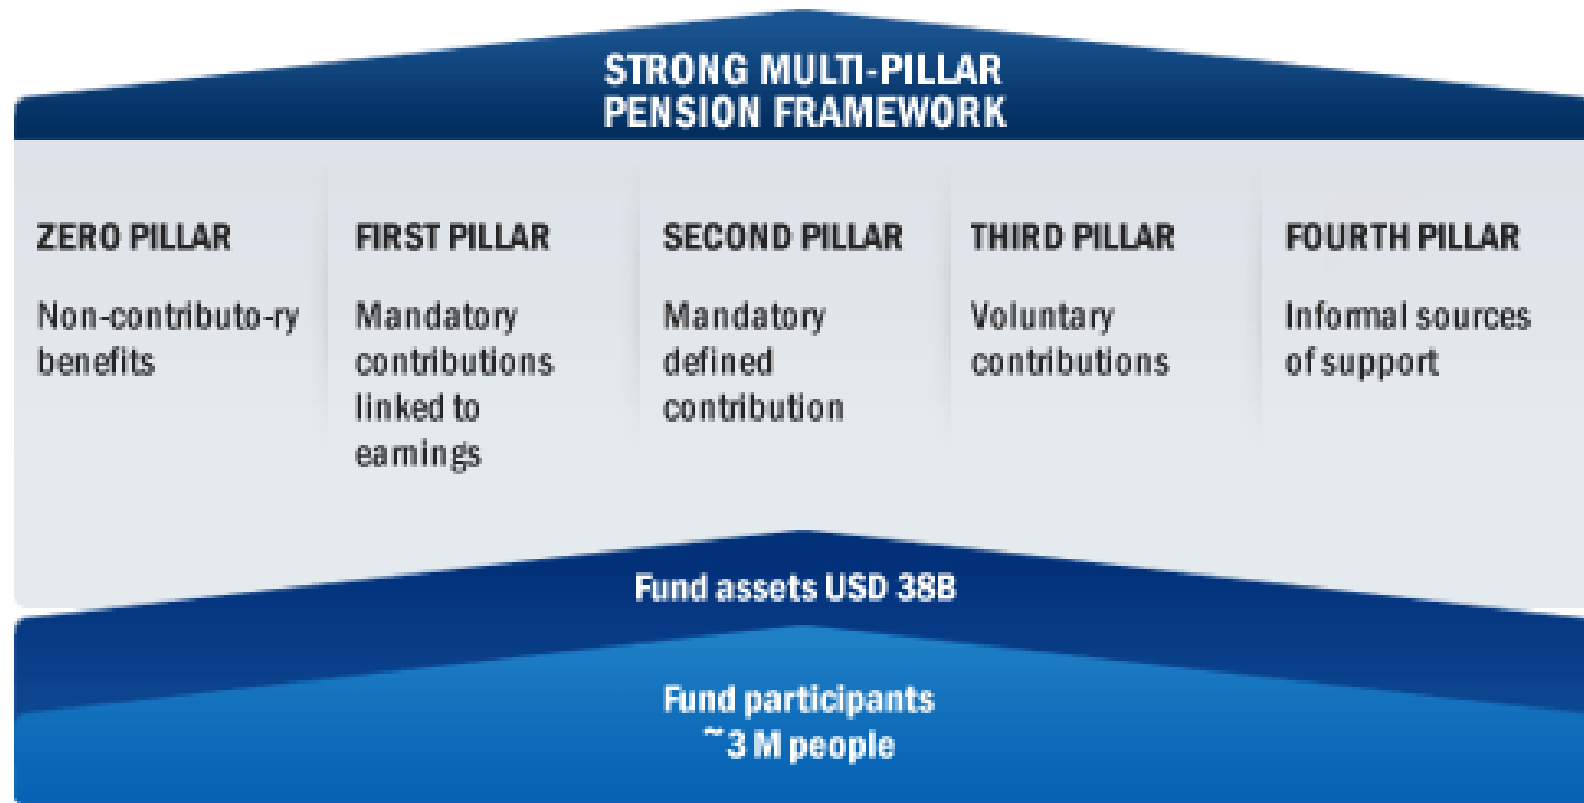 STRONG MULTI-PILLAR
PENSION FRAMEWORK
ZERO PILLAR
Non-contributo-ry
benefits
FIRST PILLAR
Mandatory
contributions
linked to
earnings
SECOND PILLAR
Mandatory
defined
contribution
THIRD PILLAR
Voluntary
contributions
FOURTH PILLAR
Informal sources
of support
Fund assets USD 38B
Fund participants
~3 M people